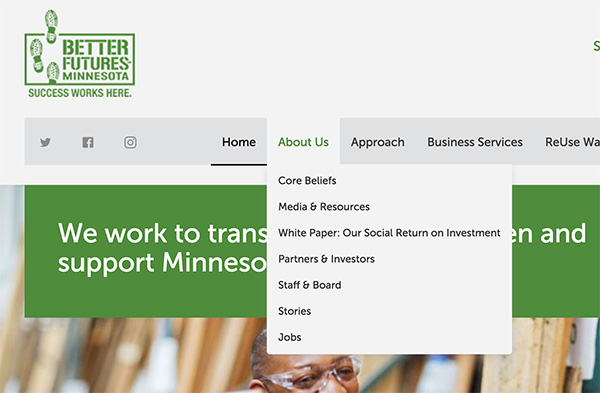 BETTER
FUTURES
MINNESOTA
SUCCESS WORKS HERE.
S
Home
About Us
Approach
Business Services
ReUse Wa
Core Beliefs
Media & Resources
White Paper: Our Social Return on Investment
Partners & Investors
Staff & Board
Stories
Jobs
We work to trans
en and
support Minneso